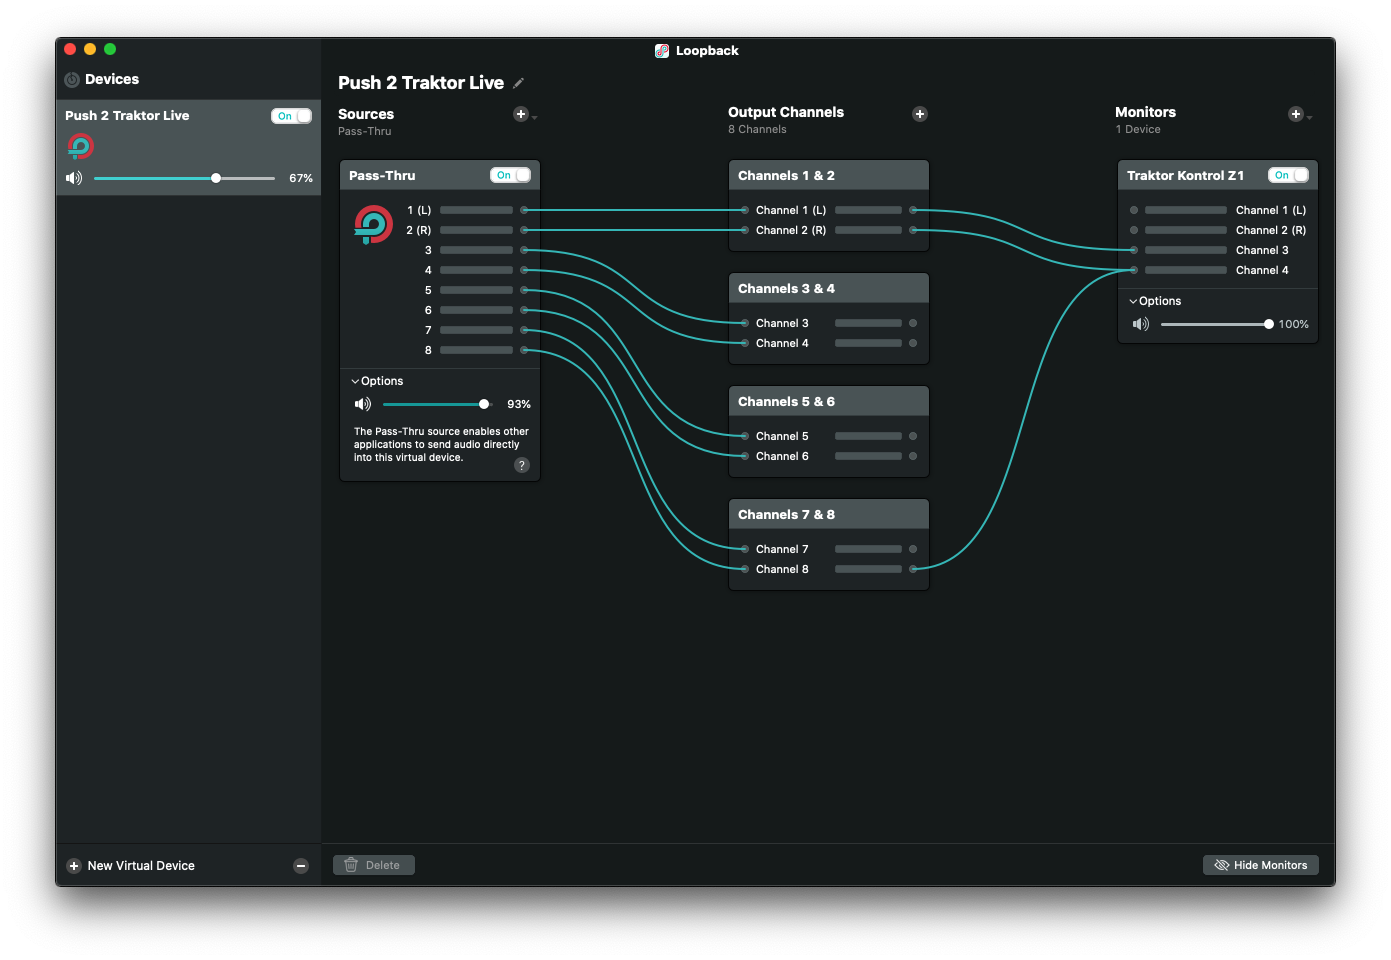 Loopback
Devices
Push 2 Traktor Live
On
67%
New Virtual Device
Push 2 Traktor Live
Sources
Pass-Thru
Pass-Thru
On
1 (L)
2 (R)
3
4
5
6
7
8
Options
93%
The Pass-Thru source enables other
applications to send audio directly
into this virtual device.
?
Output Channels
8 Channels
Channels 1 & 2
Channel 1 (L)
Channel 2 (R)
Channels 3 & 4
Channel 3
Channel 4
Channels 5 & 6
Channel 5
Channel 6
Channels 7 & 8
Channel 7
Channel 8
Monitors
1 Device
Traktor Kontrol Z1
On
Channel 1 (L)
Channel 2 (R)
Channel 3
Channel 4
Options
100%
Delete
Hide Monitors